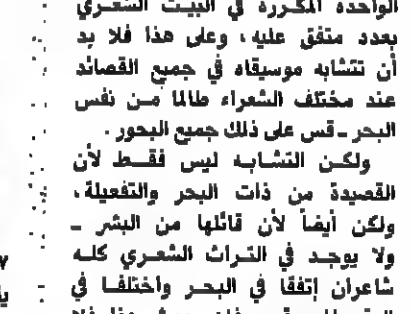 الواحدة المكررة في البيت الشعري
بعدد متفق عليه، وعلى هذا فلا بد
أن تتشابه موسيقاه في جميع القصائد
عند مختلف الشعراء طالما من نفس
البحر ـ قس على ذلك جميع البحور.
ولكن التشابه ليس فقط لأن
القصيدة من ذات البحر والتفعيلة،
ولكن أيضاً لأن قائلها من البشر ـ
ولا يوجد في التراث الشعري كله
شاعران إتفقا في البحر واختلفا في